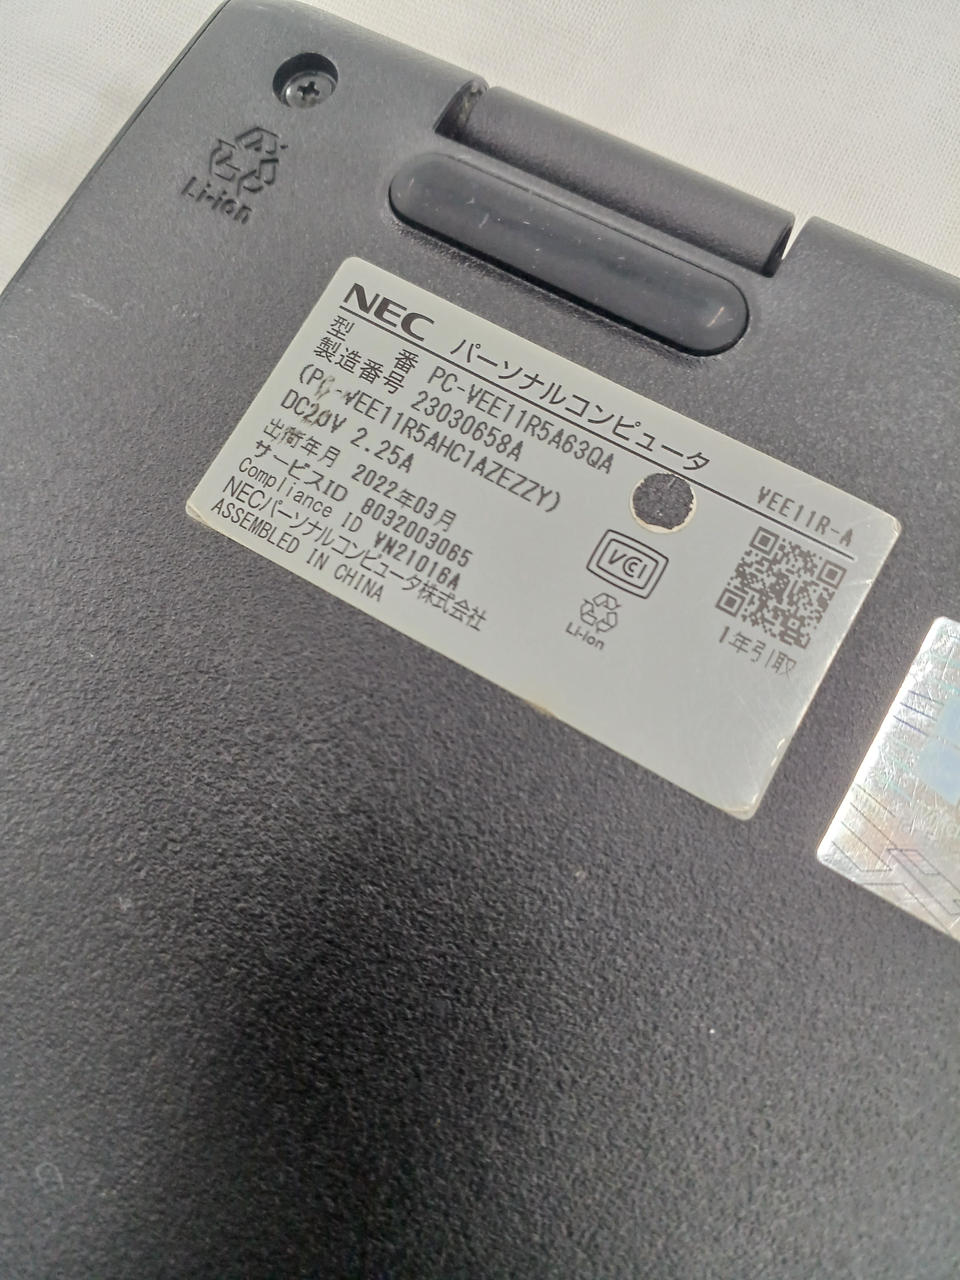 Li-ion
NEC パーソナルコンピュータ VEE11R-A
型 番 PC-VEE11R5A63QA
製造番号 23030658A
(PC-VEE11R5AHC1AZEZZY)
DC20V 2.25A
出荷年月 2022年03月
サービスID 8032003065
Compliance ID VN21016A
NECパーソナルコンピュータ株式会社
ASSEMBLED IN CHINA
VCCI
Li-ion
1年引取